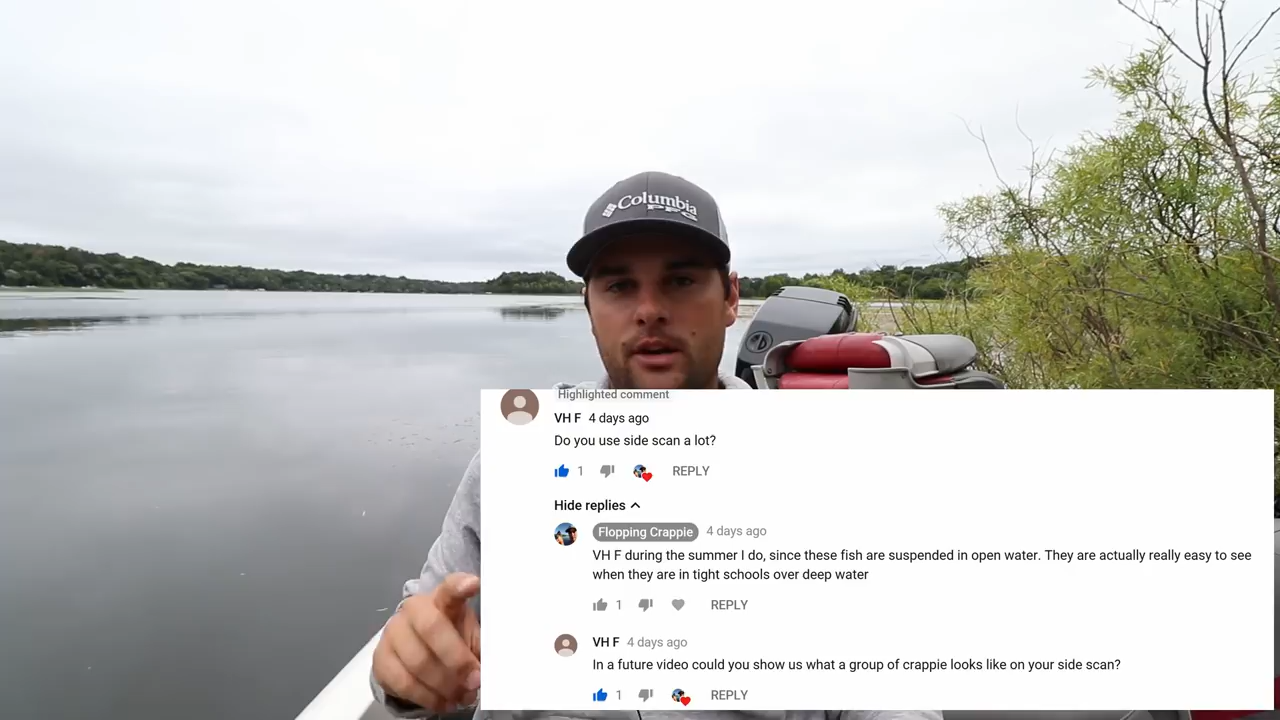 Columbia
PFG
Highlighted comment
VH F 4 days ago
Do you use side scan a lot?
1 REPLY
Hide replies
Flopping Crappie 4 days ago
VH F during the summer I do, since these fish are suspended in open water. They are actually really easy to see
when they are in tight schools over deep water
1 REPLY
VH F 4 days ago
In a future video could you show us what a group of crappie looks like on your side scan?
1 REPLY